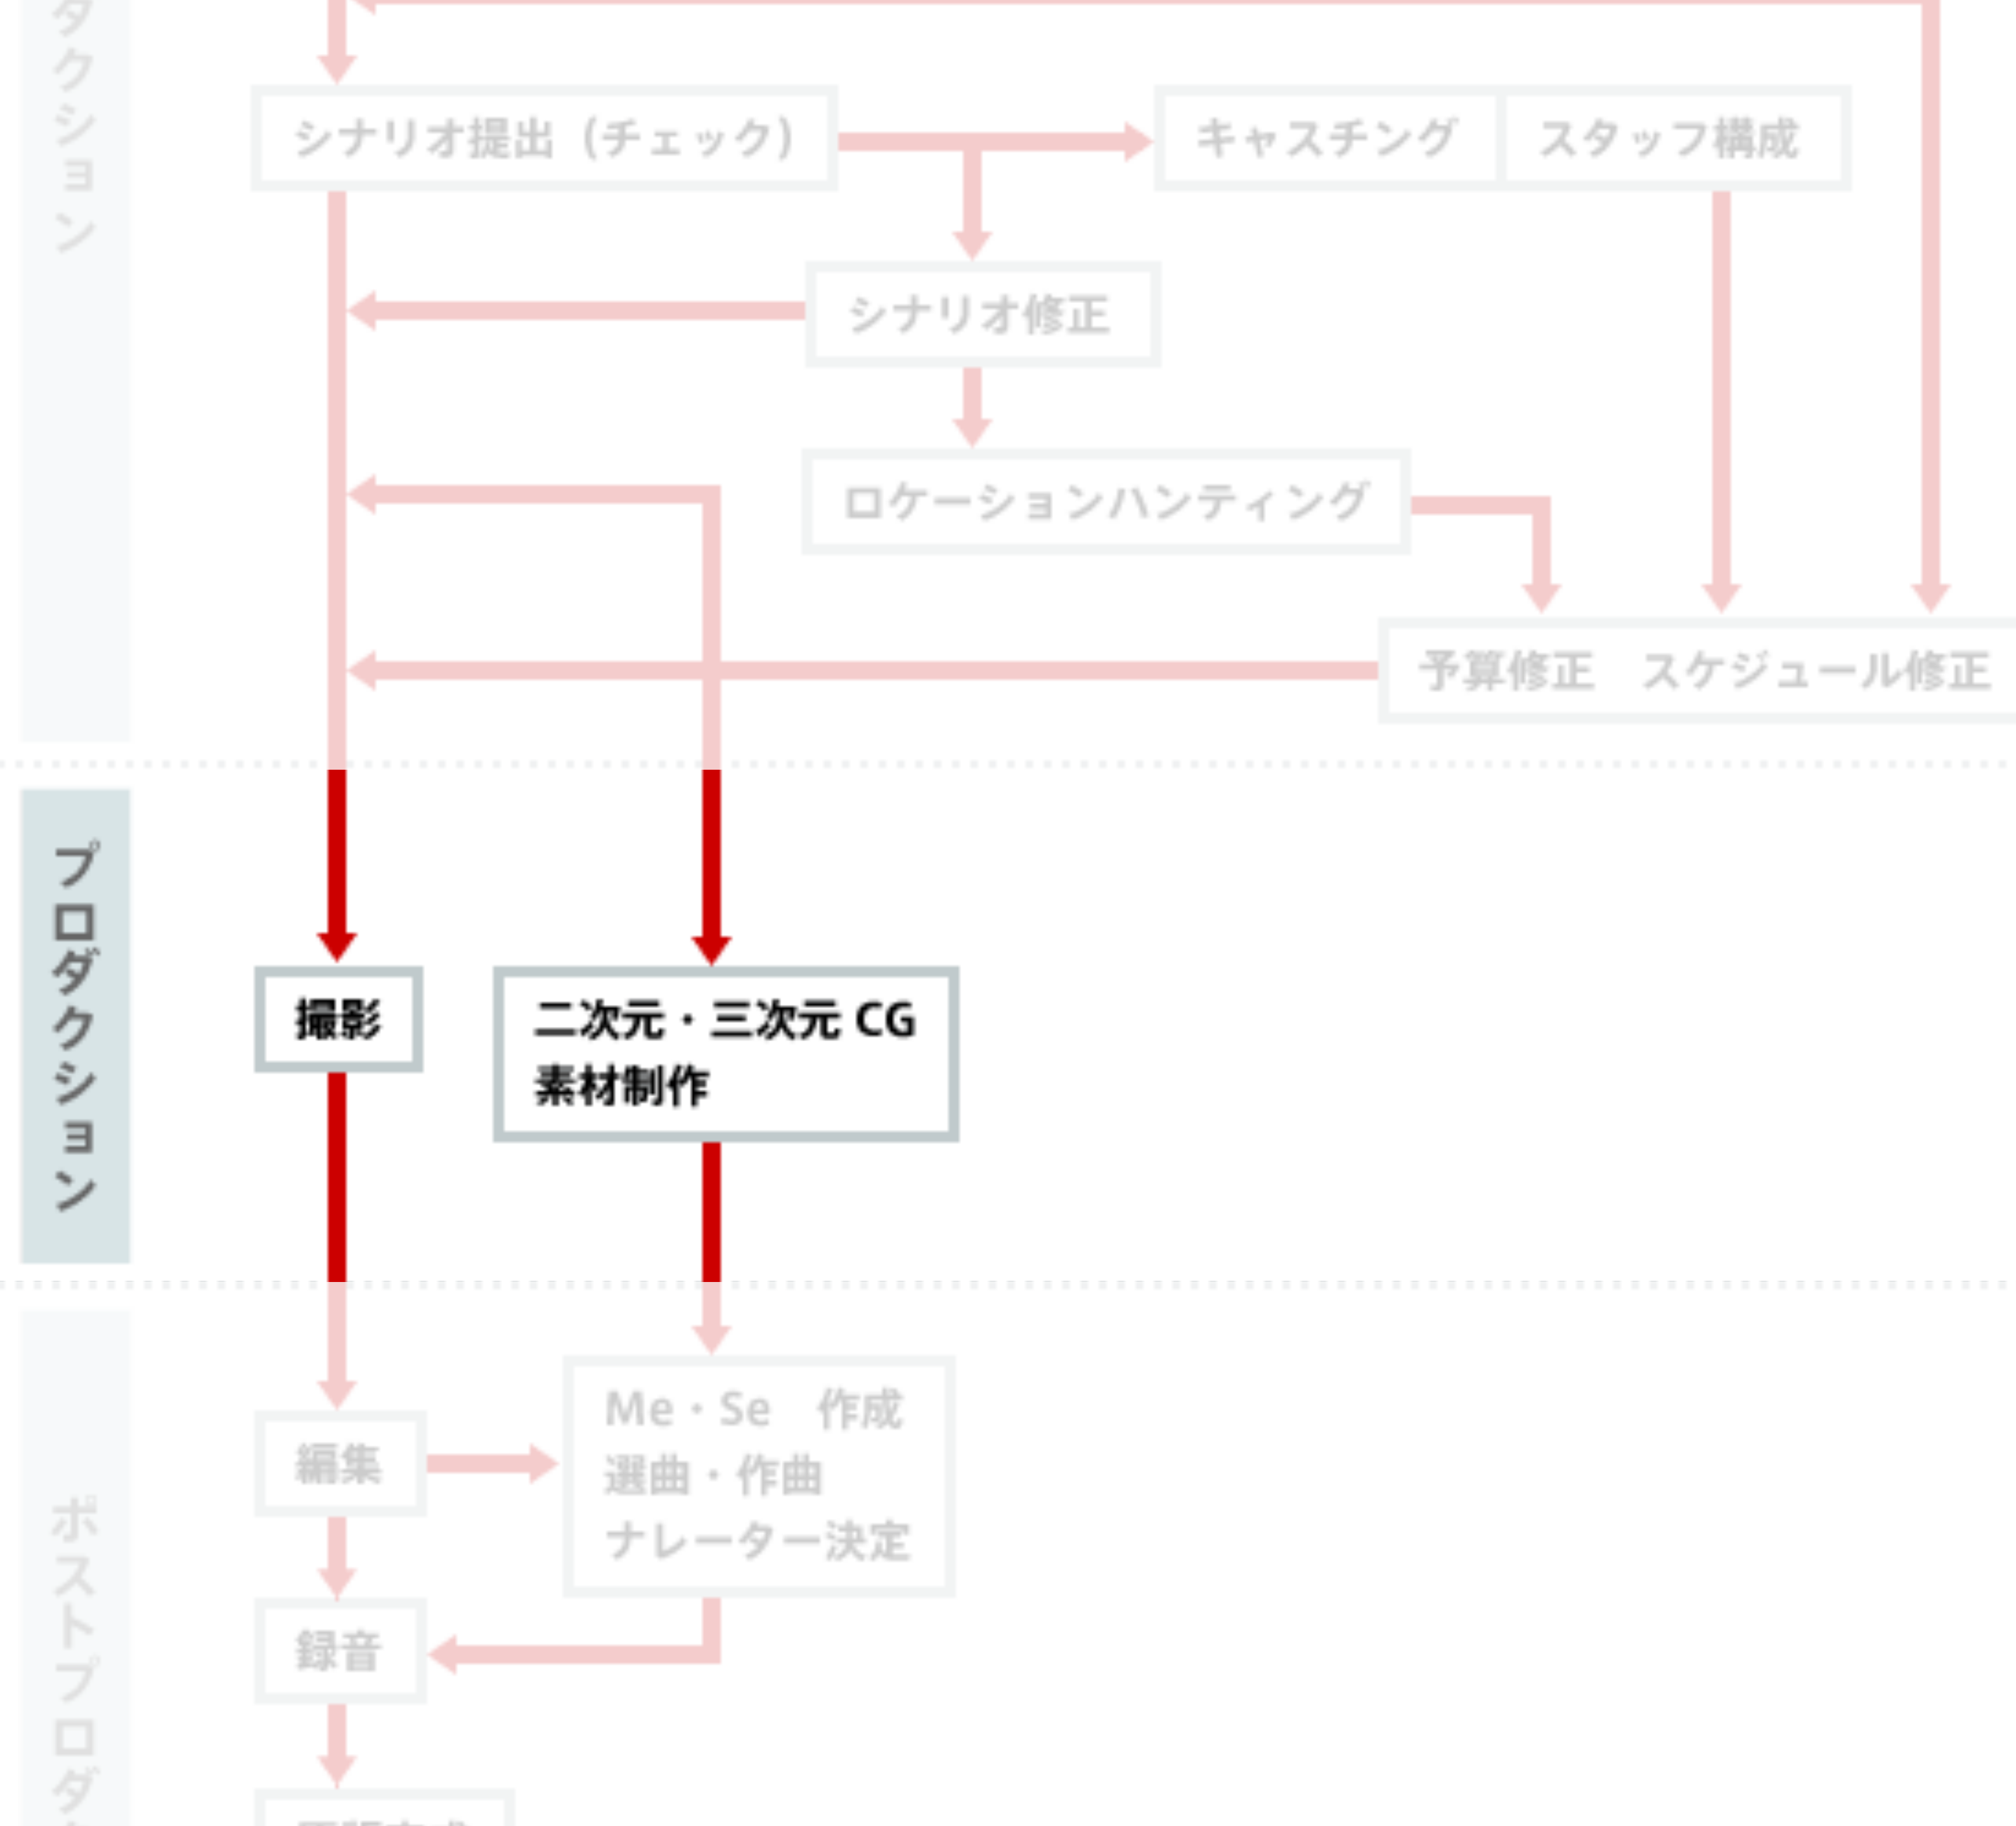 ダクション
シナリオ提出（チェック）
キャスチング
スタッフ構成
シナリオ修正
ロケーションハンティング
予算修正　スケジュール修正
プロダクション
撮影
二次元・三次元 CG
素材制作
ポストプロダ
編集
Me・Se　作成
選曲・作曲
ナレーター決定
録音